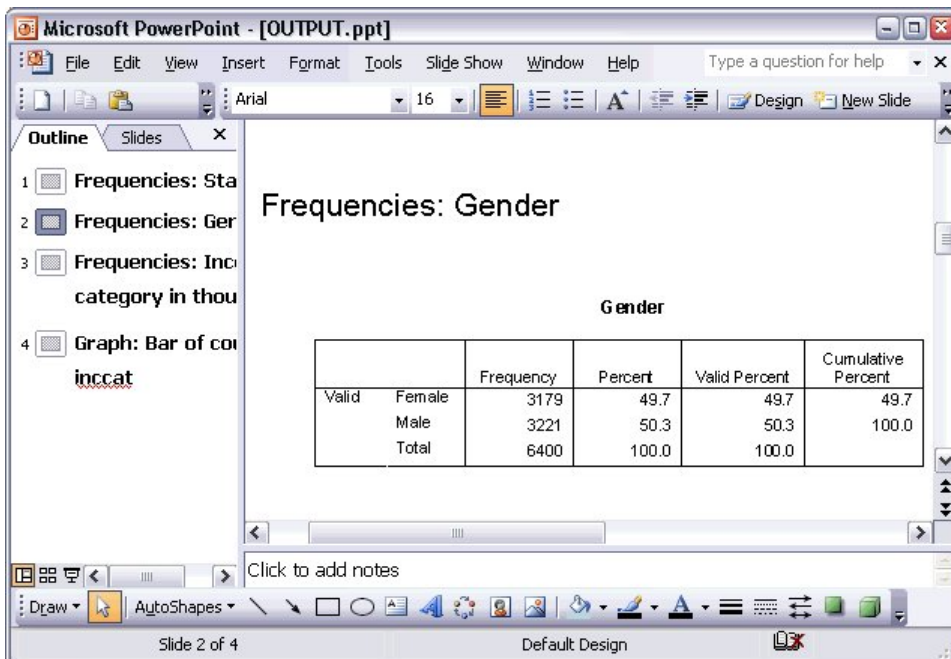 Microsoft PowerPoint - [OUTPUT.ppt]
File Edit View Insert Format Tools Slide Show Window Help Type a question for help
Arial 16 Design New Slide
Outline Slides
1 Frequencies: Sta
2 Frequencies: Ger
3 Frequencies: Inc
category in thou
4 Graph: Bar of cou
inccat
Frequencies: Gender
Gender
Frequency Percent Valid Percent Cumulative Percent
Valid Female 3179 49.7 49.7 49.7
Male 3221 50.3 50.3 100.0
Total 6400 100.0 100.0
Click to add notes
Draw AutoShapes
Slide 2 of 4 Default Design